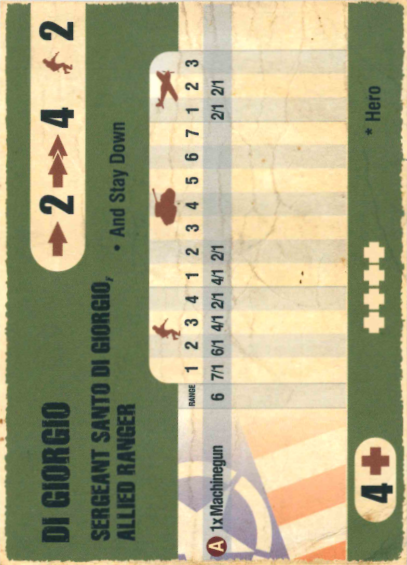 DI GIORGIO
2 4 2
SERGEANT SANTO DI GIORGIO,
ALLIED RANGER
• And Stay Down
RANGE 1 2 3 4 1 2 3 4 5 6 7 1 2 3
A 1x Machinegun 6 7/1 6/1 4/1 2/1 4/1 2/1 2/1 2/1
4 * Hero